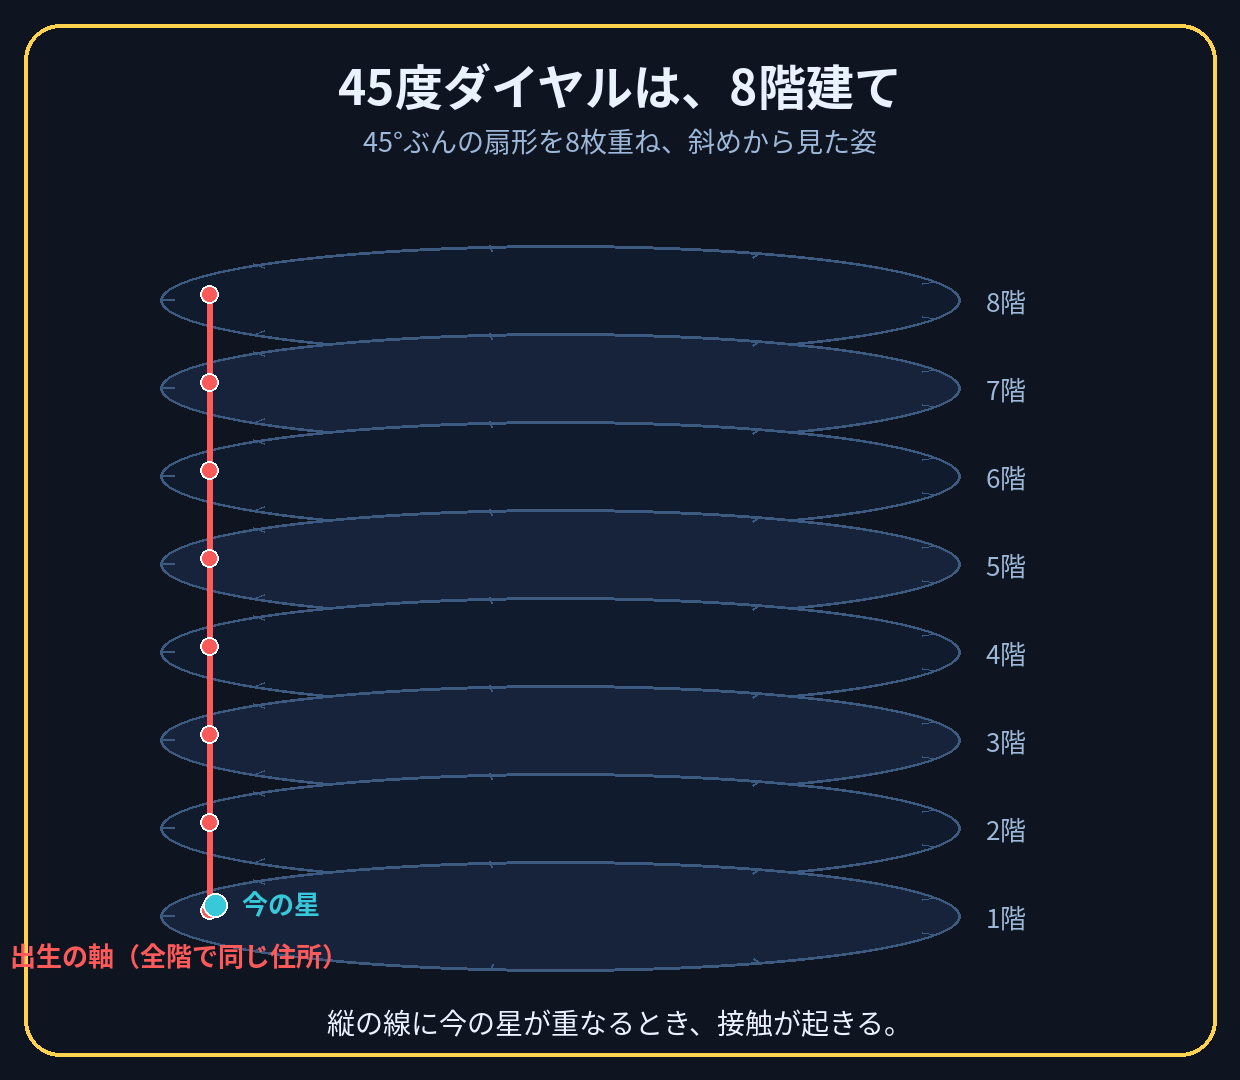 45度ダイヤルは、8階建て
45°ぶんの扇形を8枚重ね、斜めから見た姿
8階
7階
6階
5階
4階
3階
2階
今の星
1階
出生の軸（全階で同じ住所）
縦の線に今の星が重なるとき、接触が起きる。